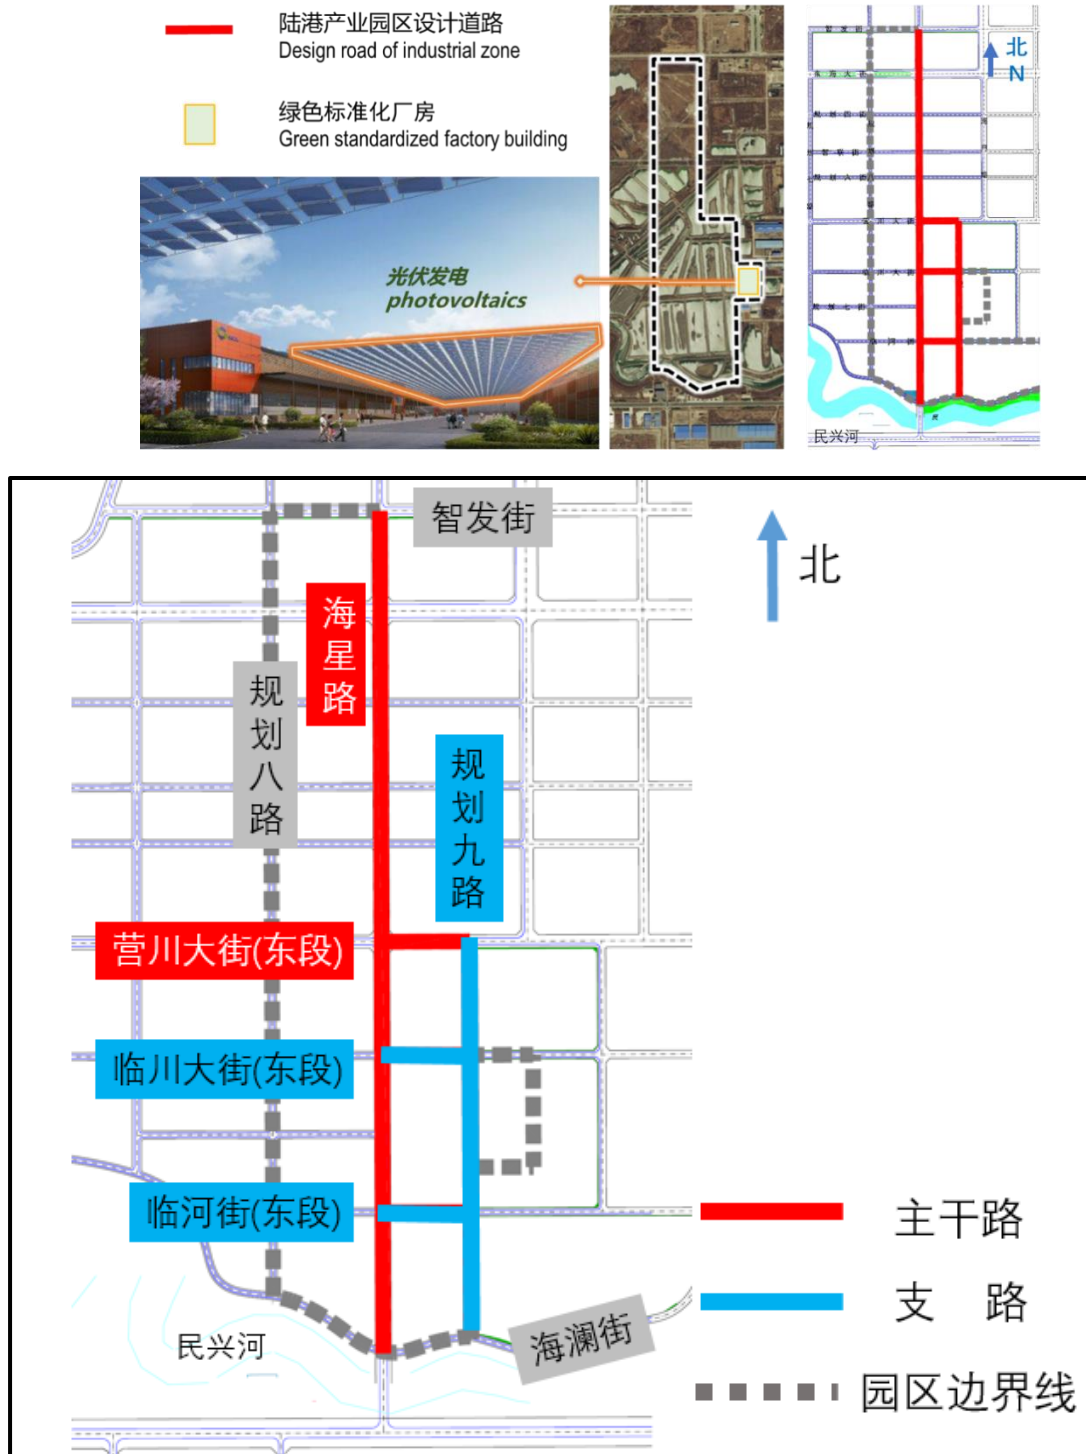 陆港产业园区设计道路
Design road of industrial zone
绿色标准化厂房
Green standardized factory building
光伏发电
photovoltaics
北
N
民兴河
智发街
北
海星路
规划八路
规划九路
营川大街(东段)
临川大街(东段)
临河街(东段)
主干路
支 路
海澜街
民兴河
园区边界线